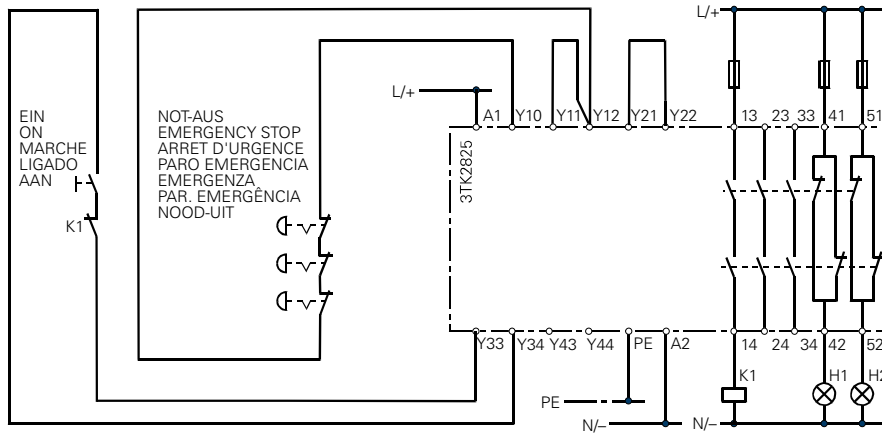 L/+
EIN
ON
MARCHE
LIGADO
AAN
K1
NOT-AUS
EMERGENCY STOP
ARRET D'URGENCE
PARO EMERGENCIA
EMERGENZA
PAR. EMERGÊNCIA
NOOD-UIT
L/+
A1 Y10 Y11 Y12 Y21 Y22
13 23 33 41 51
3TK2825
Y33 Y34 Y43 Y44 PE A2
14 24 34 42 52
PE
N/–
K1
H1
H2
N/–